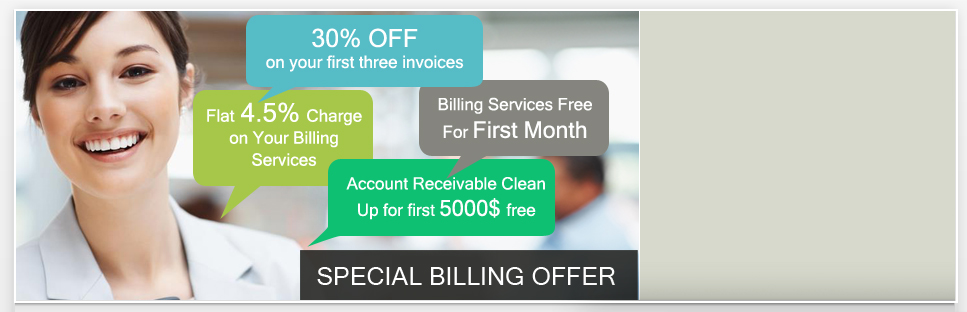 30% OFF
on your first three invoices
Flat 4.5% Charge
on Your Billing
Services
Billing Services Free
For First Month
Account Receivable Clean
Up for first 5000$ free
SPECIAL BILLING OFFER